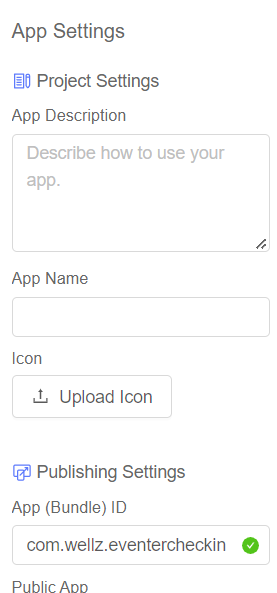 App Settings
Project Settings
App Description
Describe how to use your
app.
App Name
Icon
Upload Icon
Publishing Settings
App (Bundle) ID
com.wellz.eventercheckin
Public App